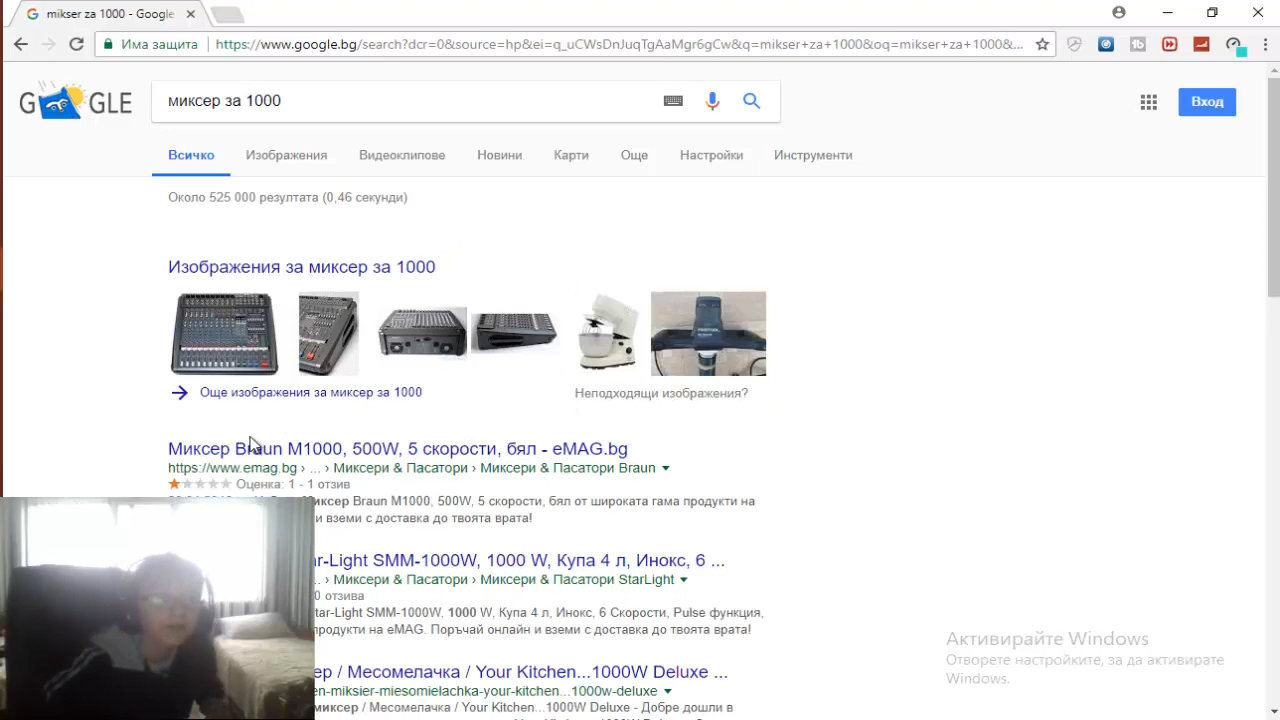 mikser za 1000 - Google
Има защита
https://www.google.bg/search?dcr=0&source=hp&ei=q_uCWsDnJuqTgAaMgr6gCw&q=mikser+za+1000&oq=mikser+za+1000&...
G GLE
миксер за 1000
Вход
Всичко Изображения Видеоклипове Новини Карти Още Настройки Инструменти
Около 525 000 резултата (0,46 секунди)
Изображения за миксер за 1000
Още изображения за миксер за 1000
Неподходящи изображения?
Миксер Braun M1000, 500W, 5 скорости, бял - eMAG.bg
https://www.emag.bg › ... › Миксери & Пасатори › Миксери & Пасатори Braun
Оценка: 1 - 1 отзив
иксер Braun M1000, 500W, 5 скорости, бял от широката гама продукти на
и вземи с доставка до твоята врата!
ar-Light SMM-1000W, 1000 W, Купа 4 л, Инокс, 6 ...
... › Миксери & Пасатори › Миксери & Пасатори StarLight
0 отзива
tar-Light SMM-1000W, 1000 W, Купа 4 л, Инокс, 6 Скорости, Pulse функция,
продукти на eMAG. Поръчай онлайн и вземи с доставка до твоята врата!
ер / Месомелачка / Your Kitchen...1000W Deluxe ...
en-miksier-miesomielachka-your-kitchen...1000w-deluxe
миксер / Месомелачка / Your Kitchen...1000W Deluxe - Добре дошли в
Активирайте Windows
Отворете настройките, за да активирате
Windows.